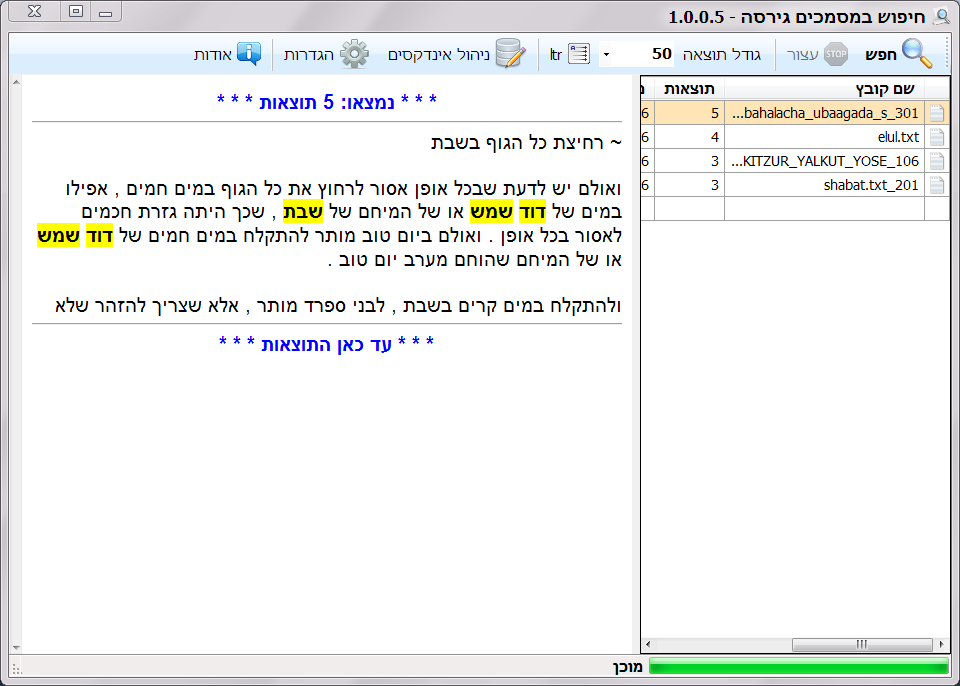 חיפוש במסמכים גירסה - 1.0.0.5
חפש עצור STOP גודל תוצאה 50 ltr ניהול אינדקסים הגדרות אודות
שם קובץ תוצאות
...bahalacha_ubaagada_s_301 5 6
elul.txt 4 6
...KITZUR_YALKUT_YOSE_106 3 6
shabat.txt_201 3 6
* * * נמצאו: 5 תוצאות * * *
~ רחיצת כל הגוף בשבת
ואולם יש לדעת שבכל אופן אסור לרחוץ את כל הגוף במים חמים , אפילו
במים של דוד שמש או של המיחם של שבת , שכך היתה גזרת חכמים
לאסור בכל אופן . ואולם ביום טוב מותר להתקלח במים חמים של דוד שמש
או של המיחם שהוחם מערב יום טוב .
ולהתקלח במים קרים בשבת , לבני ספרד מותר , אלא שצריך להזהר שלא
* * * עד כאן התוצאות * * *
מוכן